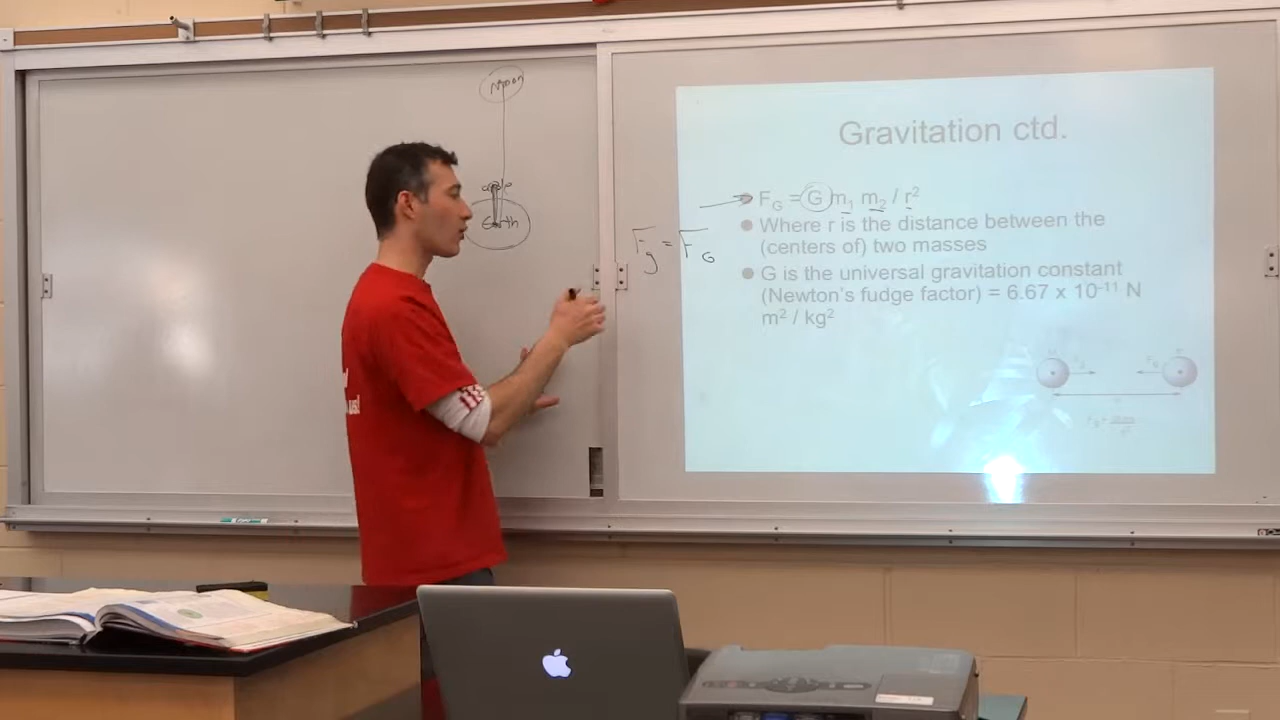 Moon
apple
Earth
Fg = FG
Gravitation ctd.
FG = G m1 m2 / r²
Where r is the distance between the
(centers of) two masses
G is the universal gravitation constant
(Newton's fudge factor) = 6.67 x 10⁻¹¹ N
m² / kg²